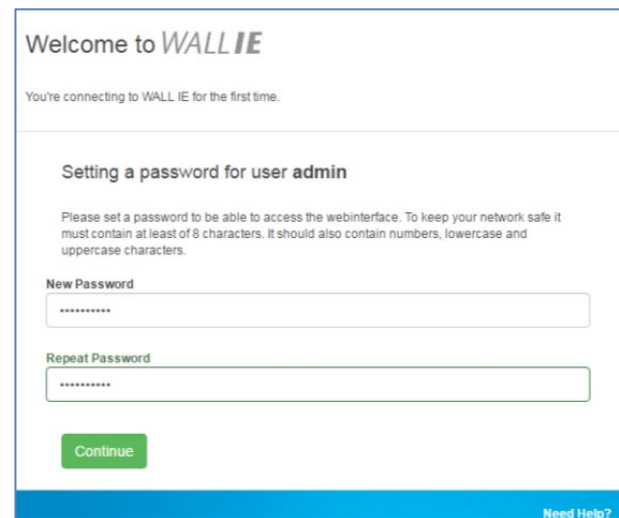 Welcome to WALL IE
You're connecting to WALL IE for the first time.
Setting a password for user admin
Please set a password to be able to access the webinterface. To keep your network safe it
must contain at least of 8 characters. It should also contain numbers, lowercase and
uppercase characters.
New Password
••••••••••
Repeat Password
••••••••••
Continue
Need Help?